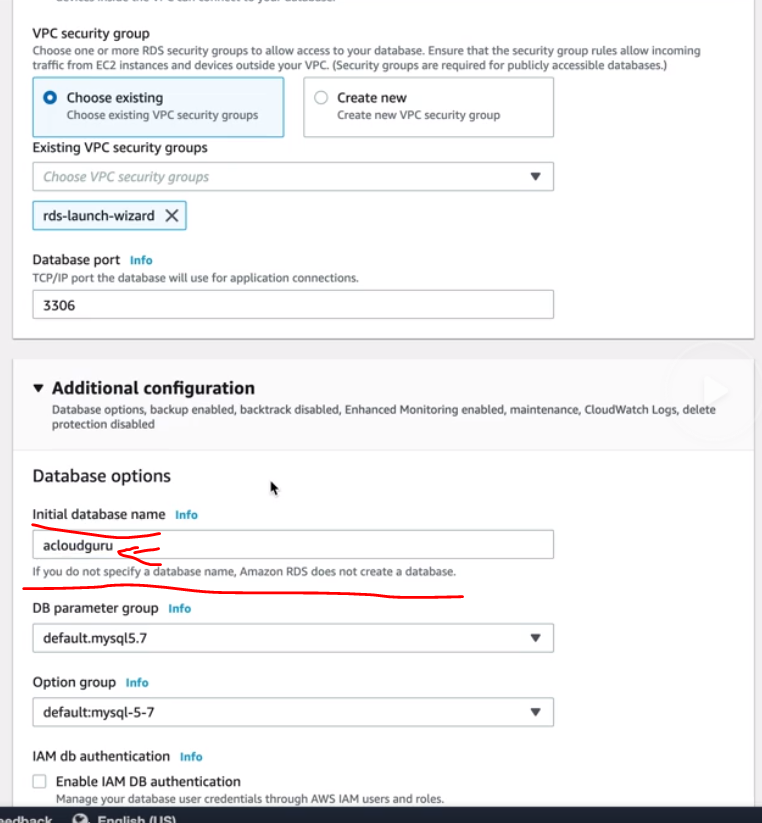 VPC security group
Choose one or more RDS security groups to allow access to your database. Ensure that the security group rules allow incoming
traffic from EC2 instances and devices outside your VPC. (Security groups are required for publicly accessible databases.)
Choose existing
Choose existing VPC security groups
Create new
Create new VPC security group
Existing VPC security groups
Choose VPC security groups
rds-launch-wizard
Database port Info
TCP/IP port the database will use for application connections.
3306
Additional configuration
Database options, backup enabled, backtrack disabled, Enhanced Monitoring enabled, maintenance, CloudWatch Logs, delete
protection disabled
Database options
Initial database name Info
acloudguru
If you do not specify a database name, Amazon RDS does not create a database.
DB parameter group Info
default.mysql5.7
Option group Info
default:mysql-5-7
IAM db authentication Info
Enable IAM DB authentication
Manage your database user credentials through AWS IAM users and roles.
English (US)